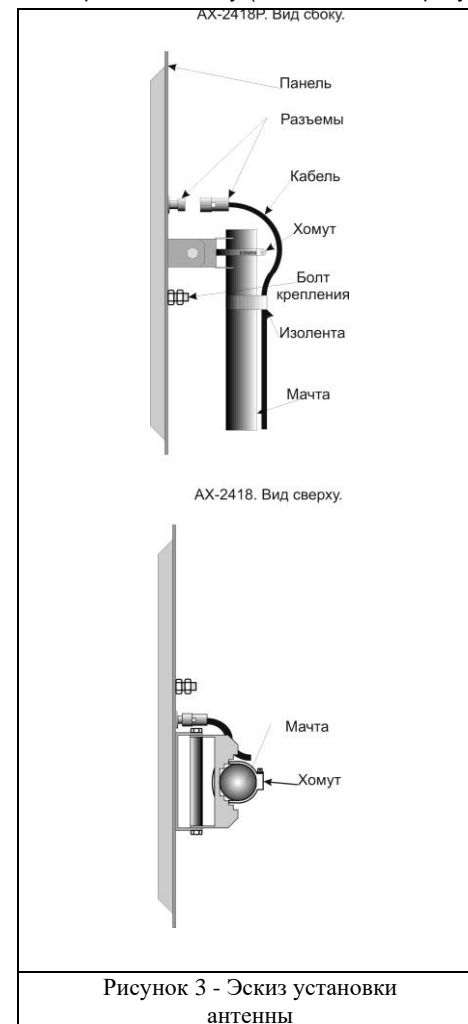 АХ-2418Р. Вид сбоку.
Панель
Разъемы
Кабель
Хомут
Болт
крепления
Изолента
Мачта
АХ-2418. Вид сверху.
Мачта
Хомут
Рисунок 3 - Эскиз установки
антенны